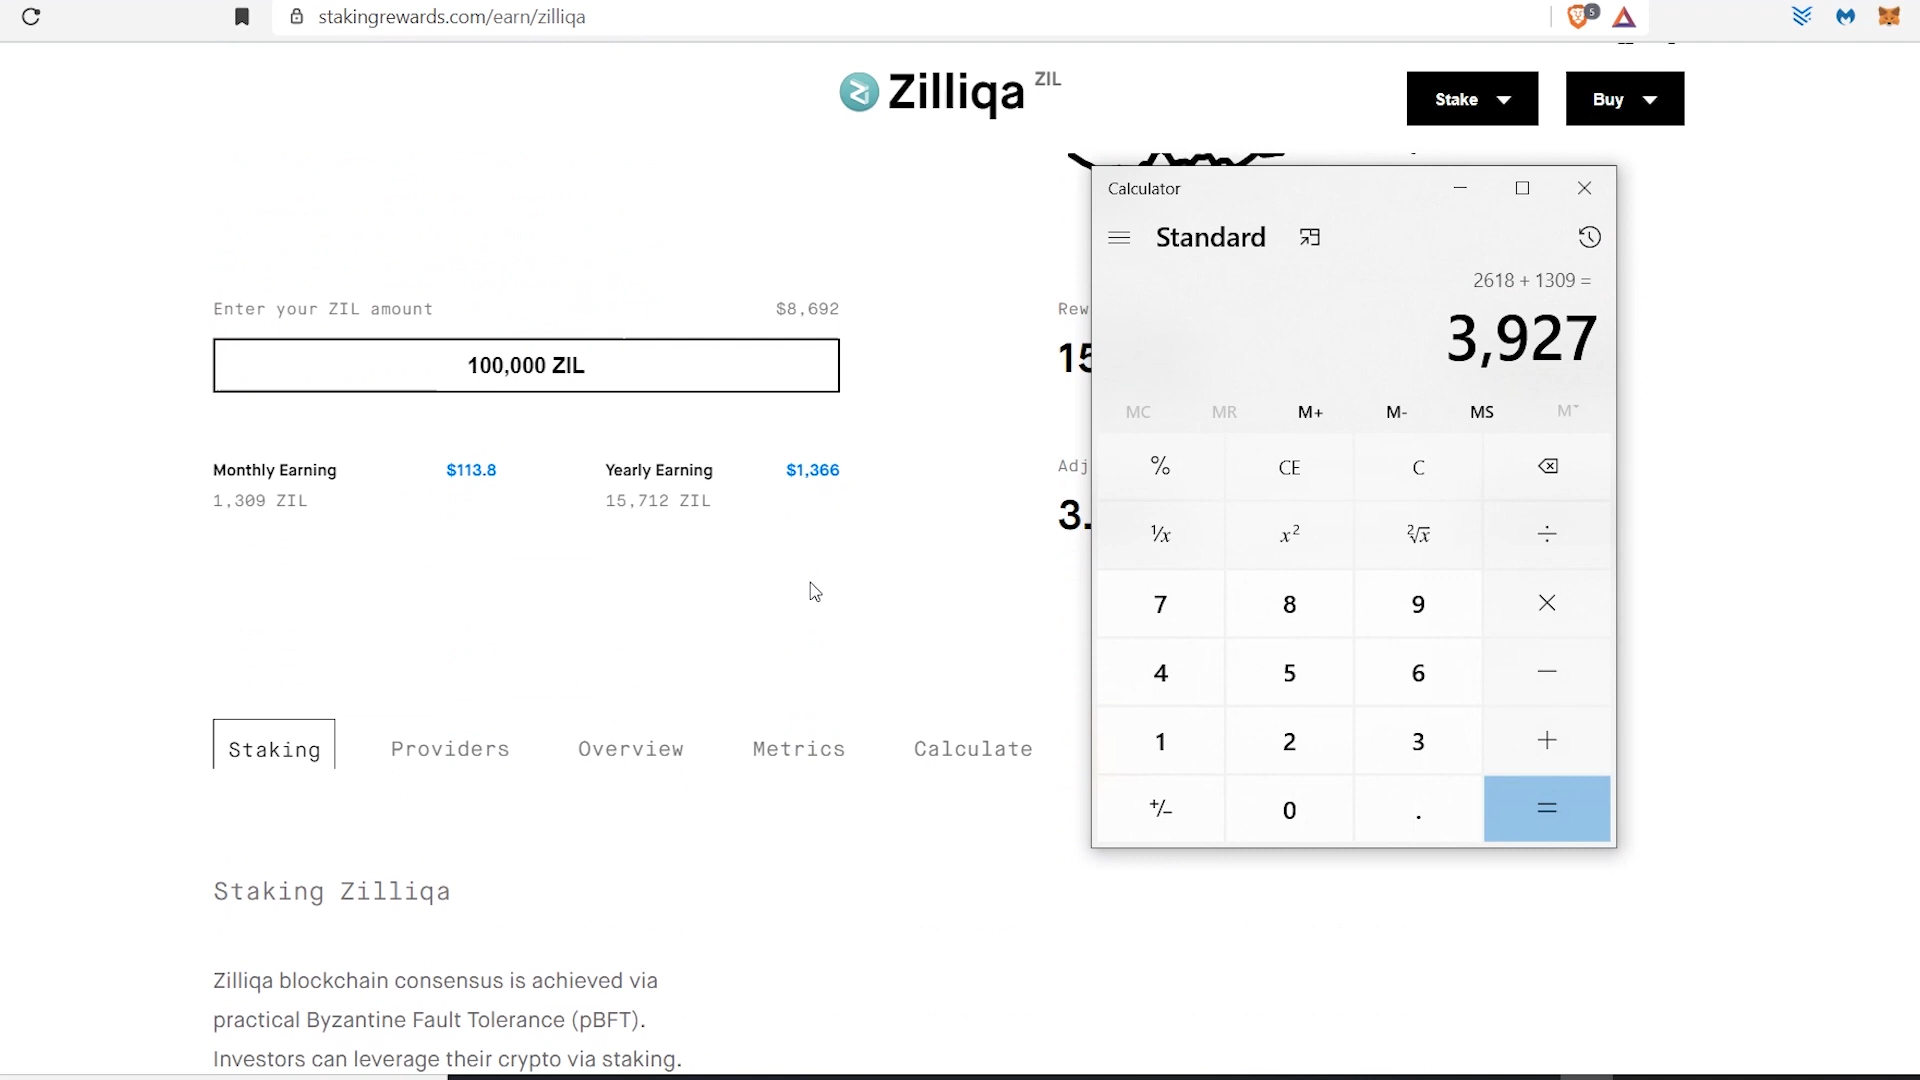 stakingrewards.com/earn/zilliqa
5
Zilliqa ZIL
Stake
Buy
Enter your ZIL amount $8,692
100,000 ZIL
Monthly Earning $113.8 Yearly Earning $1,366
1,309 ZIL 15,712 ZIL
Rew
15
Adj
3.
Calculator
Standard
2618 + 1309 =
3,927
MC MR M+ M- MS M˅
% CE C
¹/x x² ²√x ÷
7 8 9 ×
4 5 6 −
1 2 3 +
+/− 0 . =
Staking Providers Overview Metrics Calculate
Staking Zilliqa
Zilliqa blockchain consensus is achieved via
practical Byzantine Fault Tolerance (pBFT).
Investors can leverage their crypto via staking.